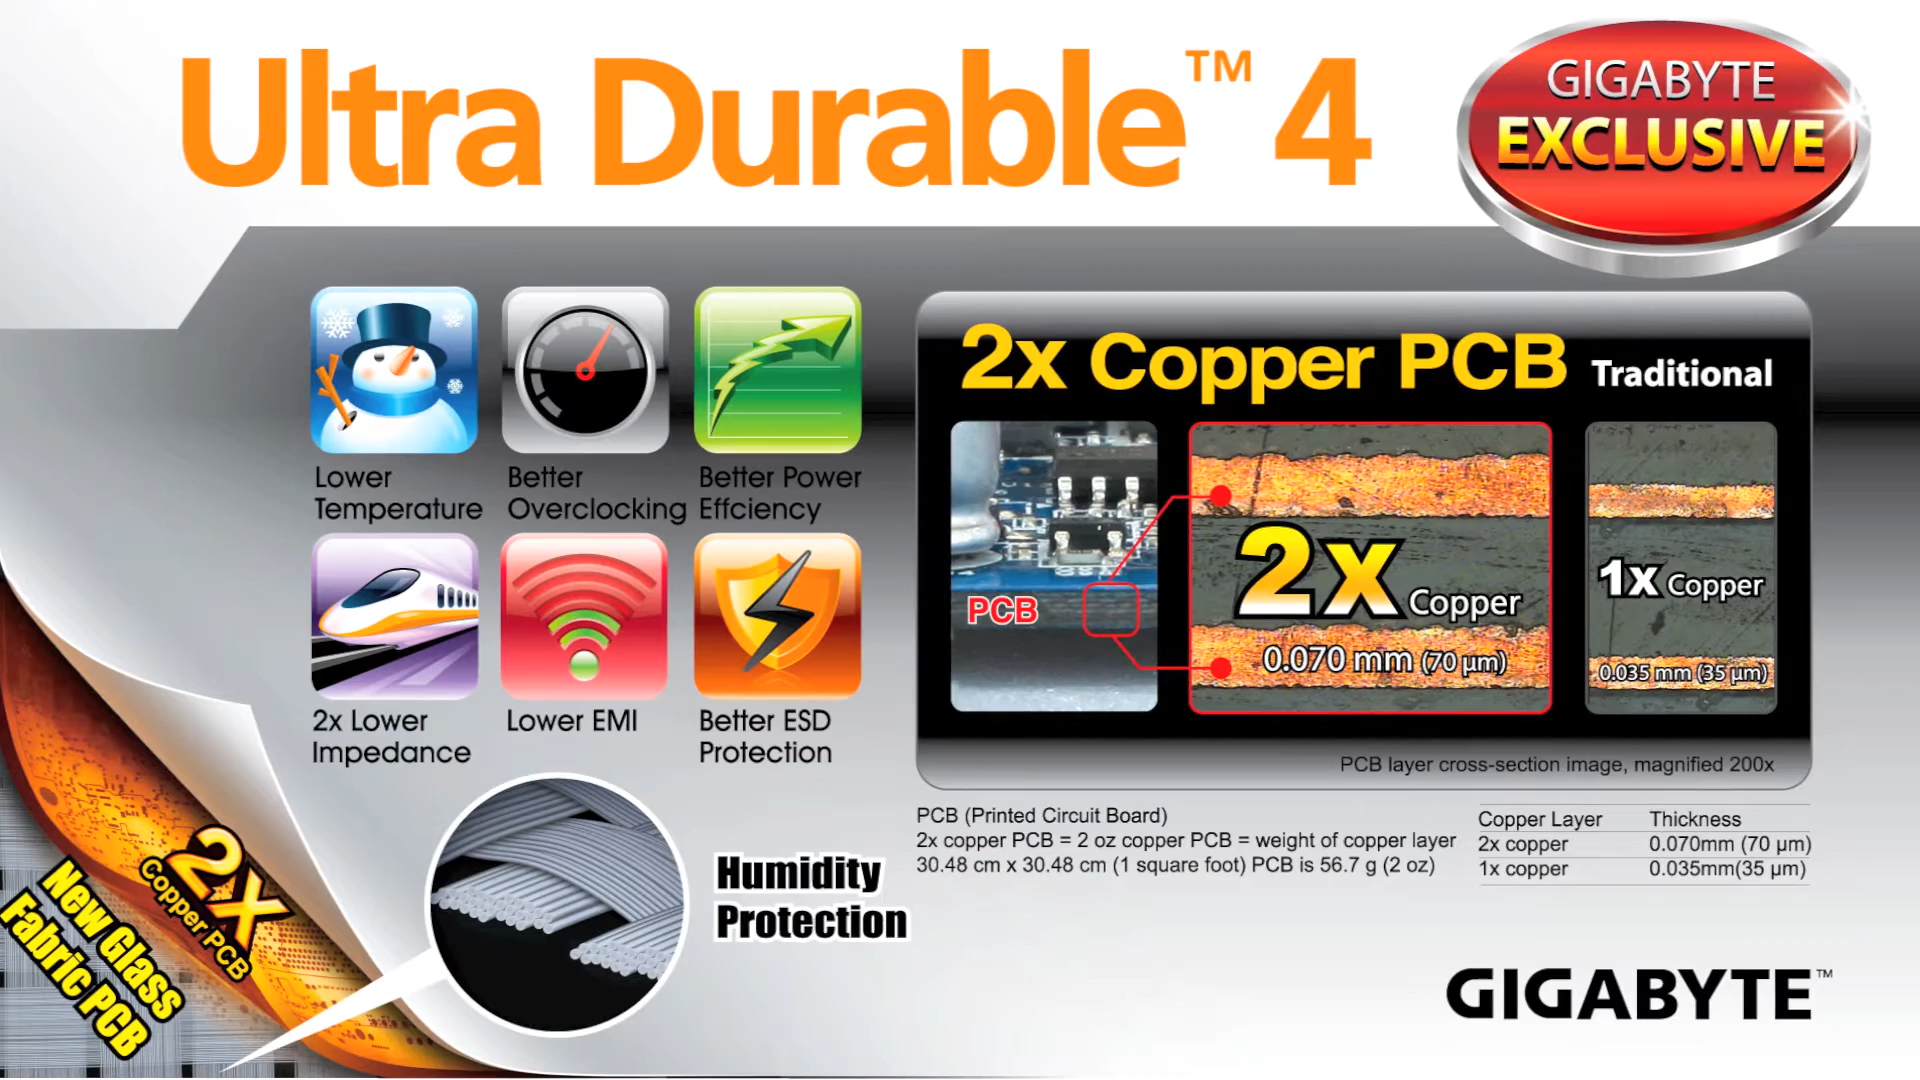 Ultra Durable™ 4
GIGABYTE
EXCLUSIVE
Lower
Temperature
Better
Overclocking
Better Power
Effciency
2x Lower
Impedance
Lower EMI
Better ESD
Protection
2x Copper PCB
Traditional
PCB
2x Copper
0.070 mm (70 µm)
1x Copper
0.035 mm (35 µm)
PCB layer cross-section image, magnified 200x
PCB (Printed Circuit Board)
2x copper PCB = 2 oz copper PCB = weight of copper layer
30.48 cm x 30.48 cm (1 square foot) PCB is 56.7 g (2 oz)
Copper Layer Thickness
2x copper 0.070mm (70 µm)
1x copper 0.035mm(35 µm)
2X
Copper PCB
New Glass
Fabric PCB
Humidity
Protection
GIGABYTE™